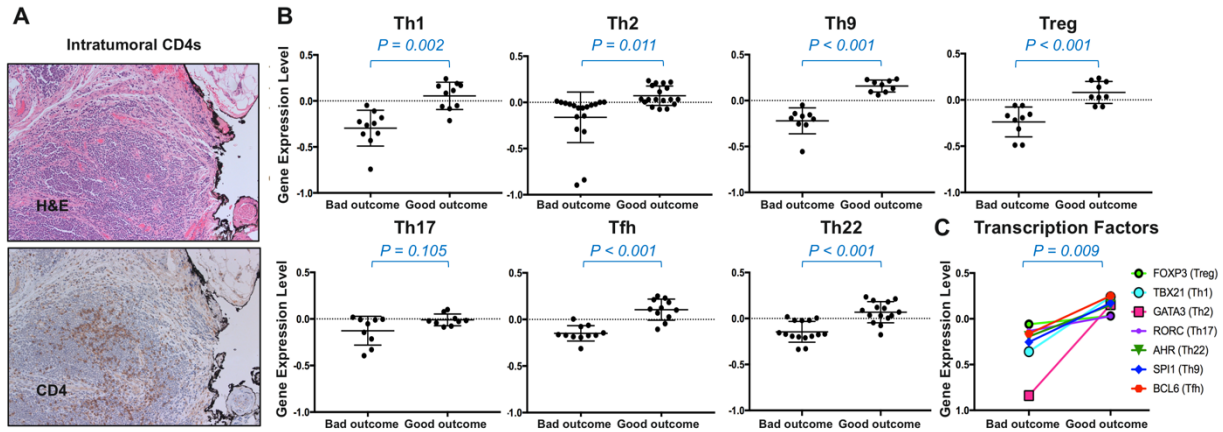 A
Intratumoral CD4s
H&E
CD4
B
Th1
P = 0.002
Gene Expression Level
0.5
0.0
-0.5
-1.0
Bad outcome Good outcome
Th2
P = 0.011
0.5
0.0
-0.5
1.0
Bad outcome Good outcome
Th9
P < 0.001
Gene Expression Level
0.5
0.0
-0.5
-1.0
Bad outcome Good outcome
Treg
P < 0.001
0.5
0.0
-0.5
-1.0
Bad outcome Good outcome
Th17
P = 0.105
Gene Expression Level
0.5
0.0
0.5
-1.0
Bad outcome Good outcome
Tfh
P < 0.001
0.5
0.0
-0.5
-1.0
Bad outcome Good outcome
Th22
P < 0.001
Gene Expression Level
0.5
0.0
-0.5
-1.0
Bad outcome Good outcome
C
Transcription Factors
P = 0.009
Gene Expression Level
0.5
0.0
0.5
1.0
Bad outcome Good outcome
FOXP3 (Treg)
TBX21 (Th1)
GATA3 (Th2)
RORC (Th17)
AHR (Th22)
SPI1 (Th9)
BCL6 (Tfh)